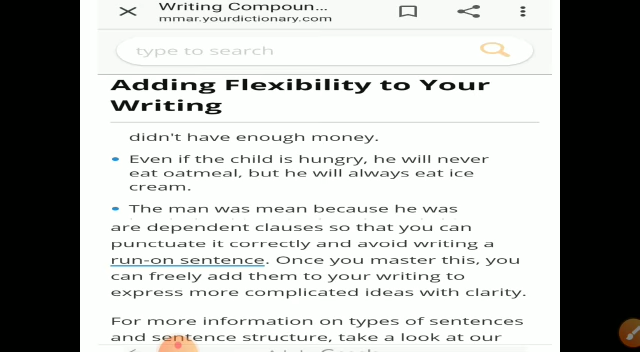 Writing Compoun...
mmar.yourdictionary.com
type to search
Adding Flexibility to Your
Writing
didn't have enough money.
Even if the child is hungry, he will never
eat oatmeal, but he will always eat ice
cream.
The man was mean because he was
are dependent clauses so that you can
punctuate it correctly and avoid writing a
run-on sentence. Once you master this, you
can freely add them to your writing to
express more complicated ideas with clarity.
For more information on types of sentences
and sentence structure, take a look at our